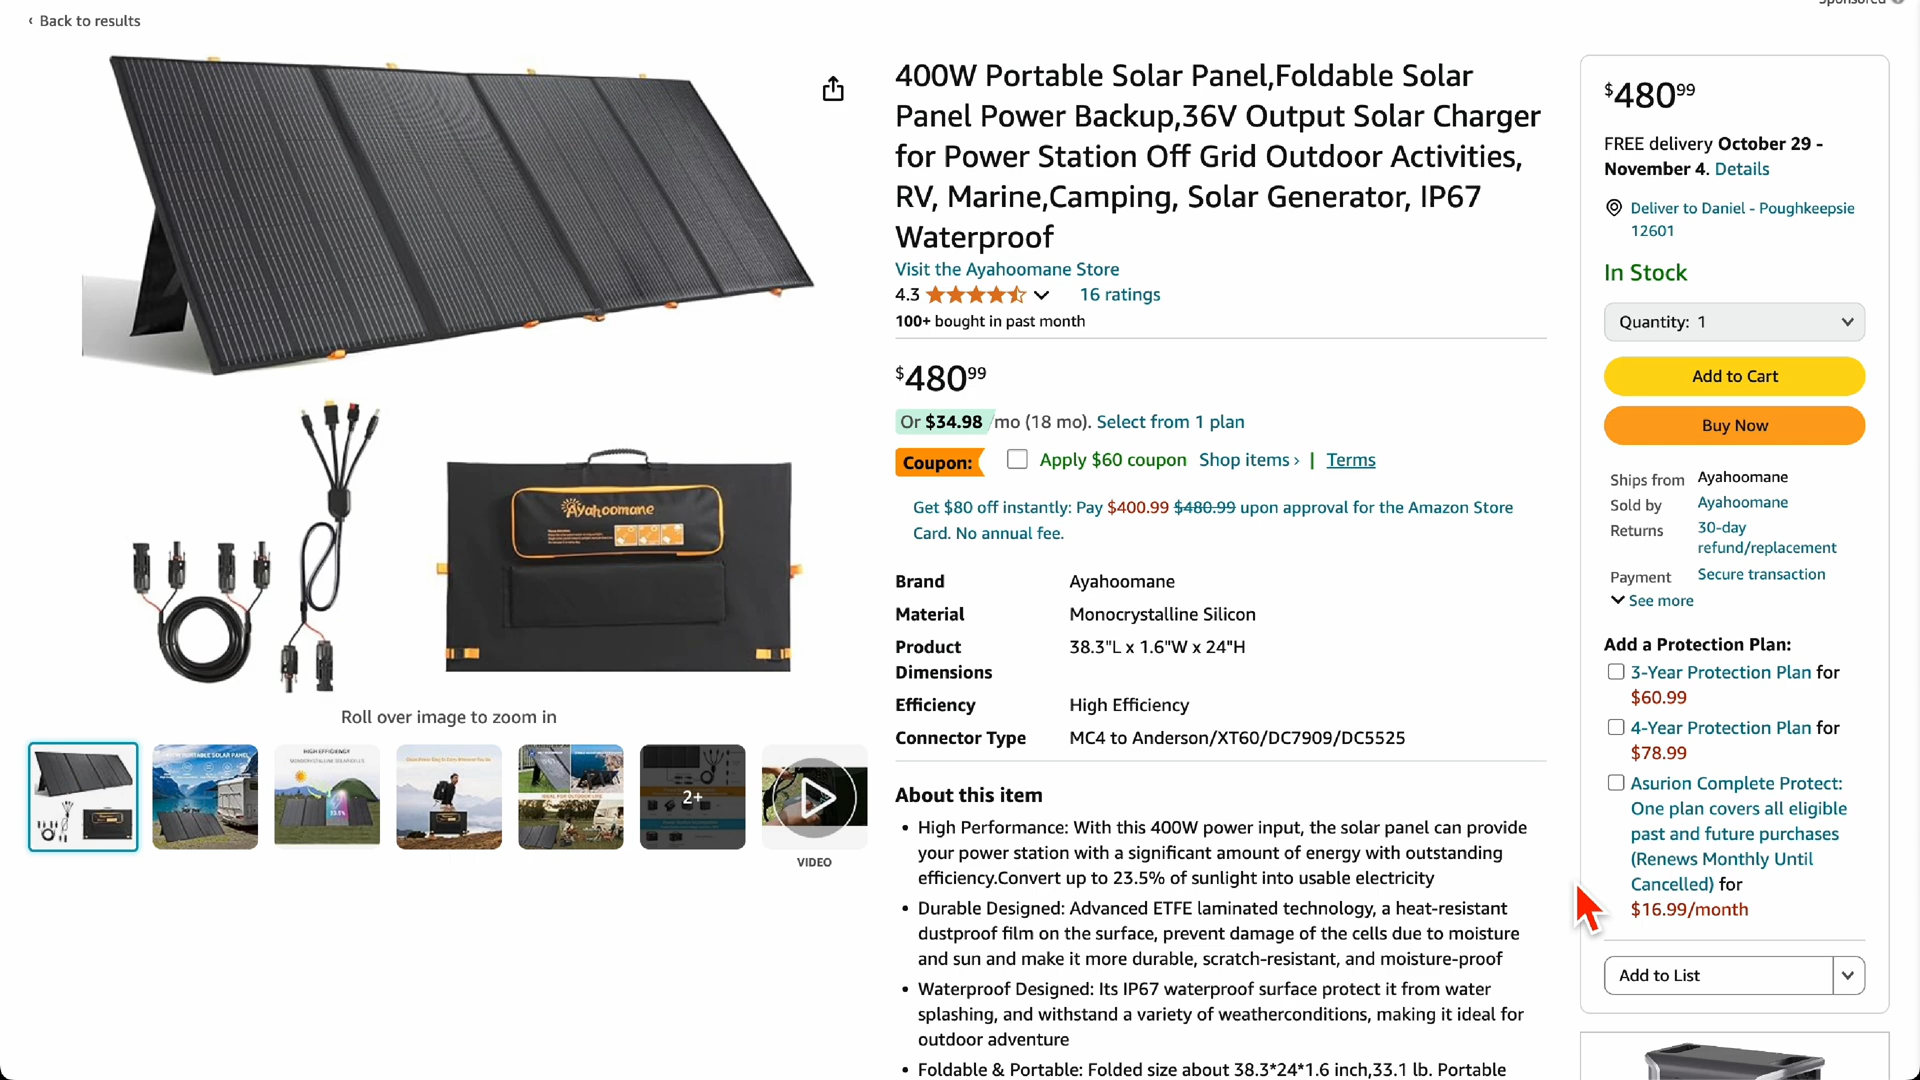 ‹ Back to results
400W Portable Solar Panel,Foldable Solar
Panel Power Backup,36V Output Solar Charger
for Power Station Off Grid Outdoor Activities,
RV, Marine,Camping, Solar Generator, IP67
Waterproof
Visit the Ayahoomane Store
4.3
16 ratings
100+ bought in past month
$480 99
Or $34.98 /mo (18 mo). Select from 1 plan
Coupon:
Apply $60 coupon Shop items › | Terms
Get $80 off instantly: Pay $400.99 $480.99 upon approval for the Amazon Store
Card. No annual fee.
Brand Ayahoomane
Material Monocrystalline Silicon
Product 38.3"L x 1.6"W x 24"H
Dimensions
Efficiency High Efficiency
Connector Type MC4 to Anderson/XT60/DC7909/DC5525
About this item
• High Performance: With this 400W power input, the solar panel can provide
your power station with a significant amount of energy with outstanding
efficiency.Convert up to 23.5% of sunlight into usable electricity
• Durable Designed: Advanced ETFE laminated technology, a heat-resistant
dustproof film on the surface, prevent damage of the cells due to moisture
and sun and make it more durable, scratch-resistant, and moisture-proof
• Waterproof Designed: Its IP67 waterproof surface protect it from water
splashing, and withstand a variety of weatherconditions, making it ideal for
outdoor adventure
• Foldable & Portable: Folded size about 38.3*24*1.6 inch,33.1 lb. Portable
Ayahoomane
Roll over image to zoom in
HIGH EFFICIENCY
2+
VIDEO
Sponsored
$480 99
FREE delivery October 29 -
November 4. Details
Deliver to Daniel - Poughkeepsie
12601
In Stock
Quantity: 1
Add to Cart
Buy Now
Ships from Ayahoomane
Sold by Ayahoomane
Returns 30-day
refund/replacement
Payment Secure transaction
See more
Add a Protection Plan:
3-Year Protection Plan for
$60.99
4-Year Protection Plan for
$78.99
Asurion Complete Protect:
One plan covers all eligible
past and future purchases
(Renews Monthly Until
Cancelled) for
$16.99/month
Add to List